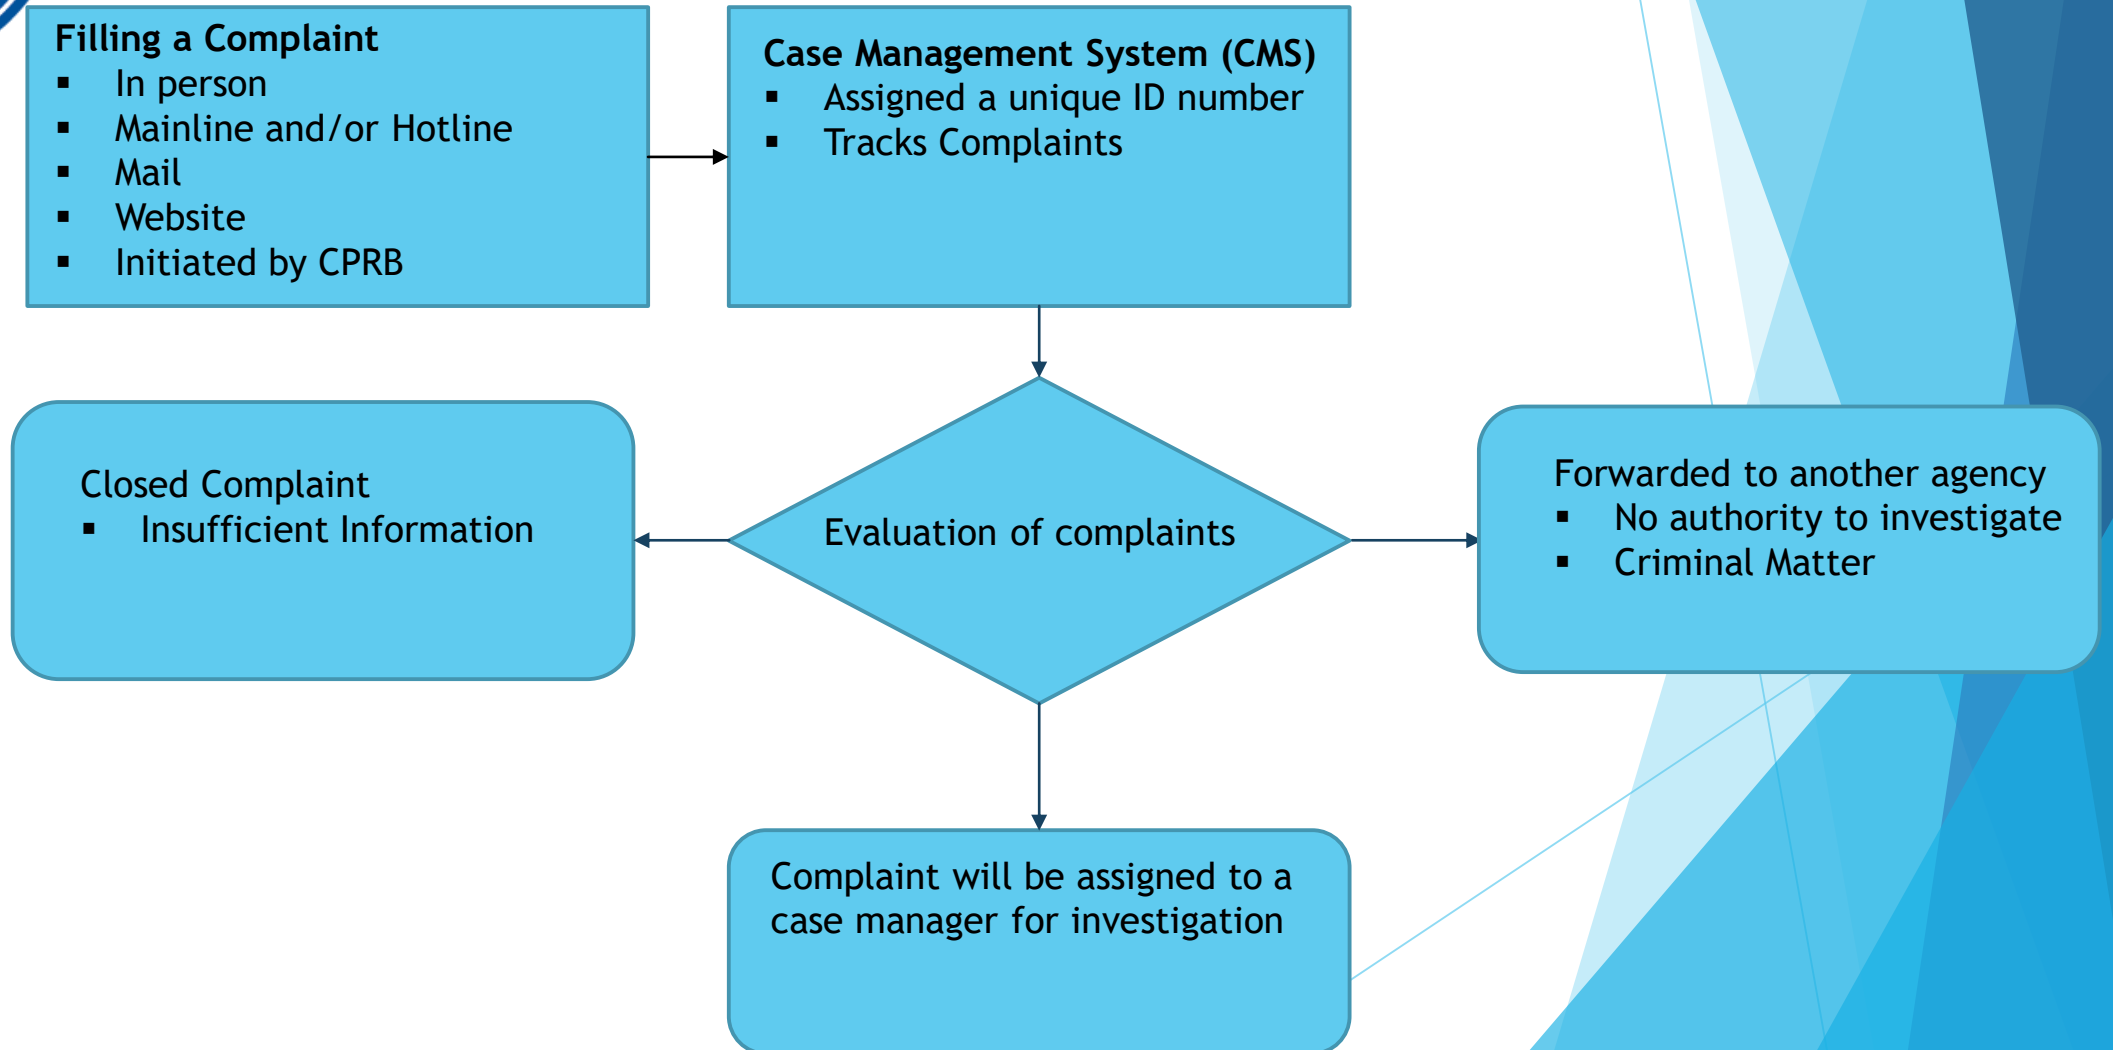 Filling a Complaint
▪ In person
▪ Mainline and/or Hotline
▪ Mail
▪ Website
▪ Initiated by CPRB
Case Management System (CMS)
▪ Assigned a unique ID number
▪ Tracks Complaints
Closed Complaint
▪ Insufficient Information
Evaluation of complaints
Forwarded to another agency
▪ No authority to investigate
▪ Criminal Matter
Complaint will be assigned to a
case manager for investigation